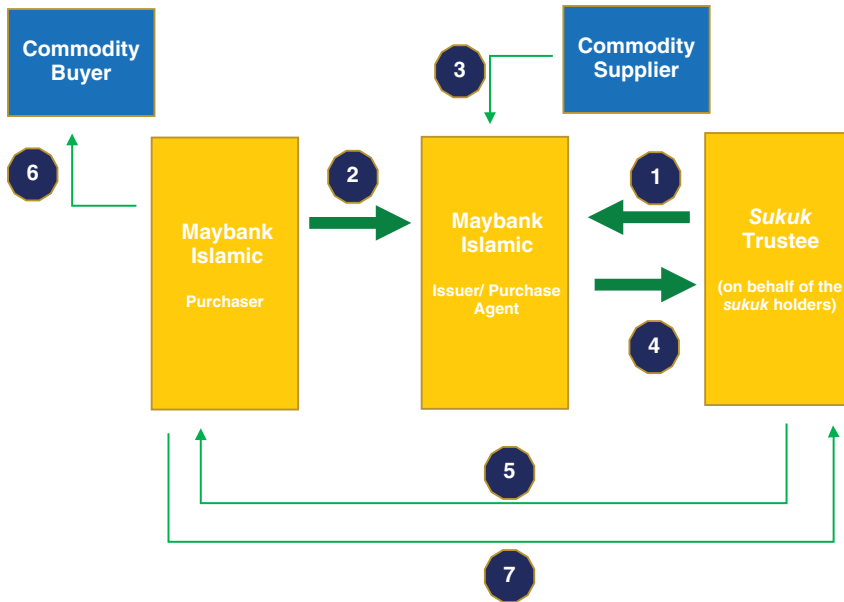 Commodity
Buyer
3
Commodity
Supplier
6
2
1
Maybank
Islamic
Purchaser
Maybank
Islamic
Issuer/ Purchase
Agent
Sukuk
Trustee
(on behalf of the
sukuk holders)
4
5
7